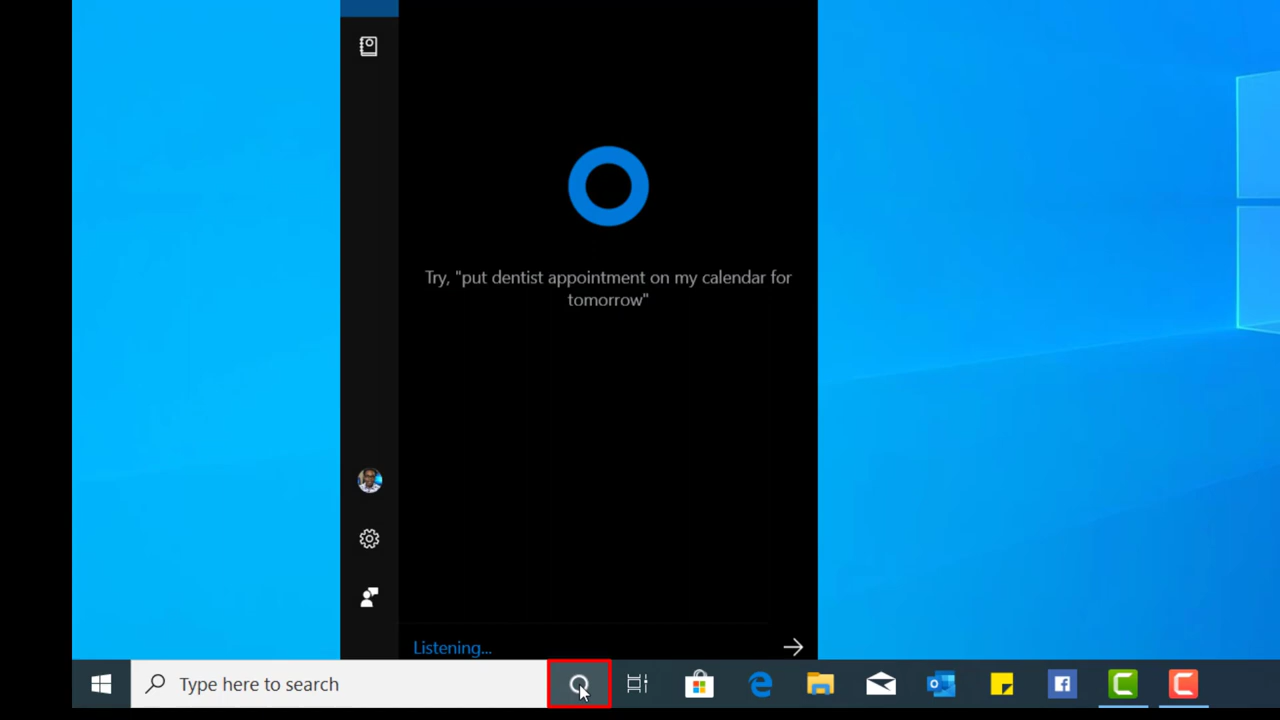 Try, "put dentist appointment on my calendar for
tomorrow"
Listening...
Type here to search